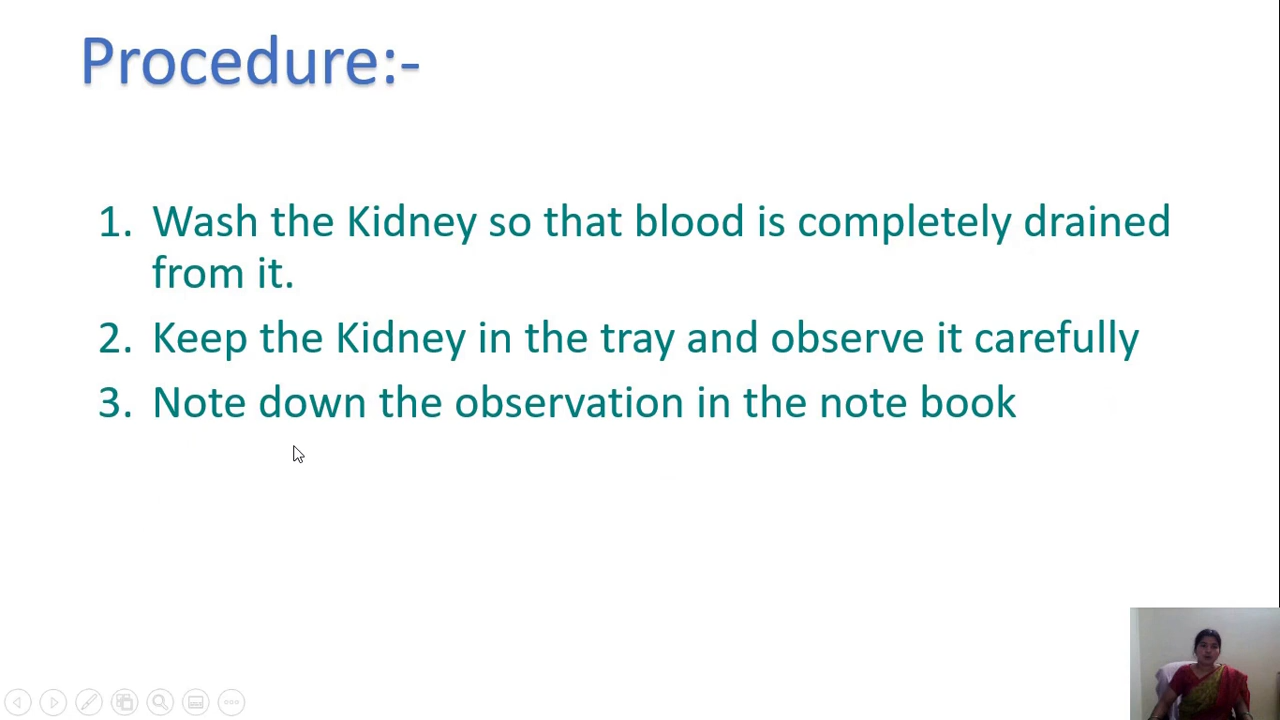 Procedure:-
1. Wash the Kidney so that blood is completely drained
from it.
2. Keep the Kidney in the tray and observe it carefully
3. Note down the observation in the note book